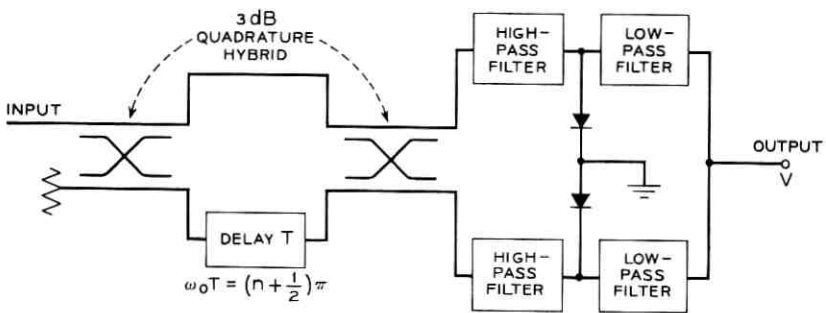 3 dB
QUADRATURE
HYBRID
INPUT
DELAY T
ω₀T = (n + 1/2) π
HIGH-
PASS
FILTER
LOW-
PASS
FILTER
HIGH-
PASS
FILTER
LOW-
PASS
FILTER
OUTPUT
V